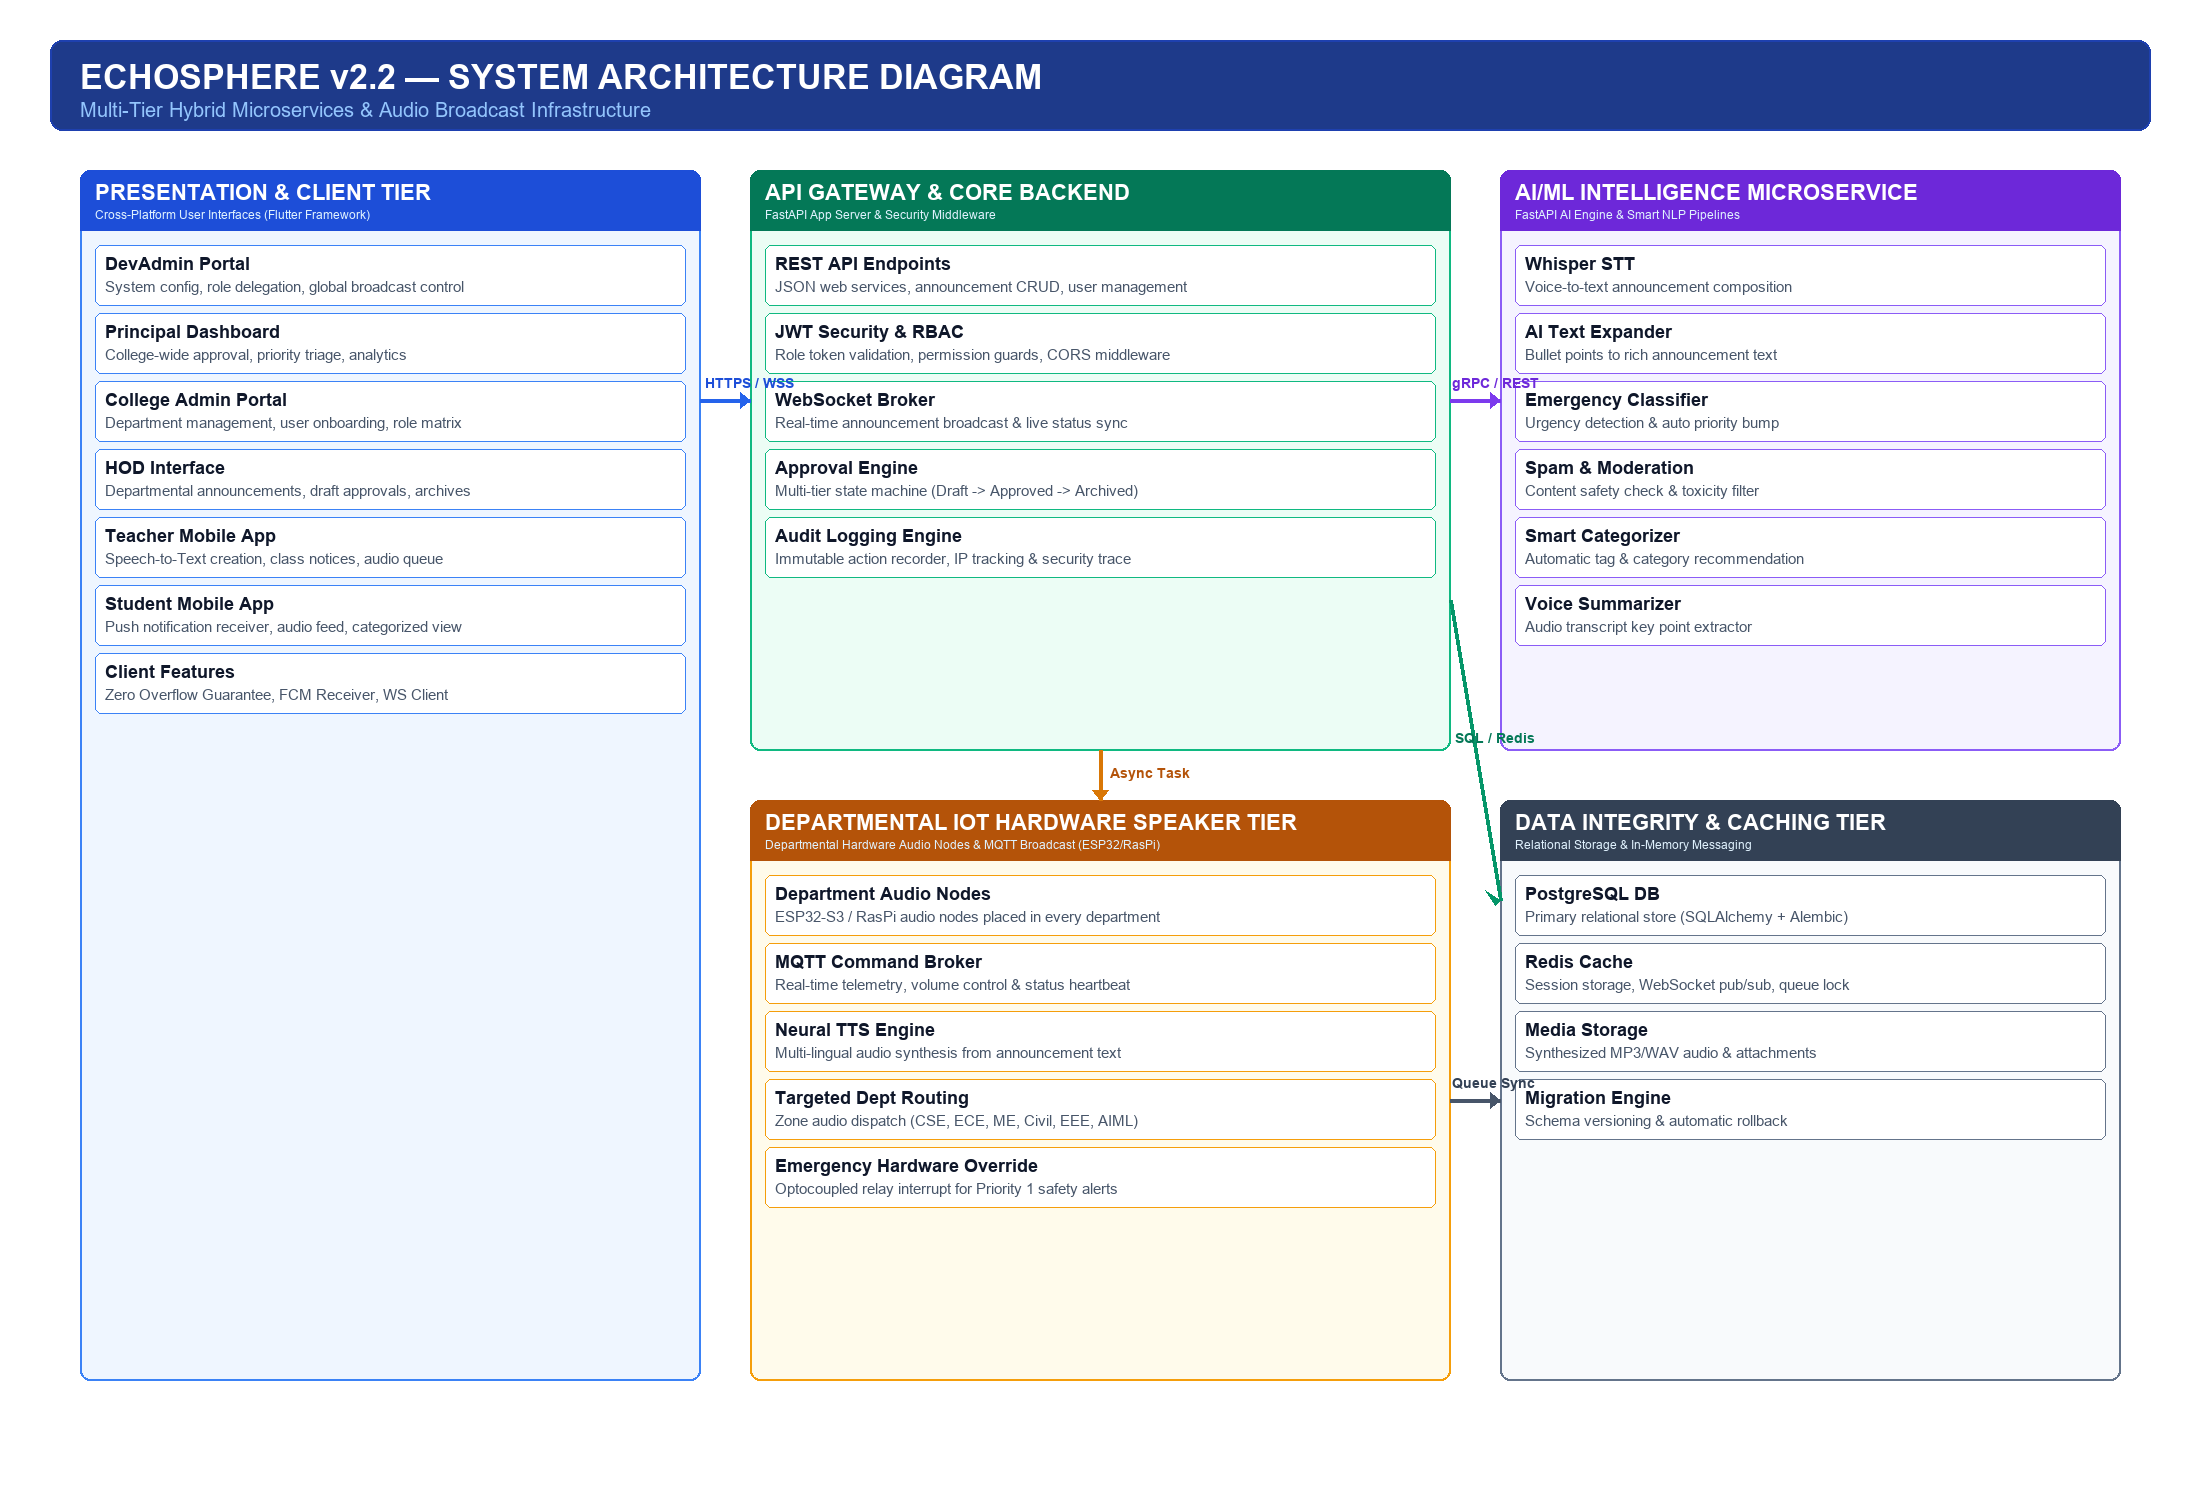 ECHOSPHERE v2.2 — SYSTEM ARCHITECTURE DIAGRAM
Multi-Tier Hybrid Microservices & Audio Broadcast Infrastructure
PRESENTATION & CLIENT TIER
Cross-Platform User Interfaces (Flutter Framework)
DevAdmin Portal
System config, role delegation, global broadcast control
Principal Dashboard
College-wide approval, priority triage, analytics
College Admin Portal
Department management, user onboarding, role matrix
HOD Interface
Departmental announcements, draft approvals, archives
Teacher Mobile App
Speech-to-Text creation, class notices, audio queue
Student Mobile App
Push notification receiver, audio feed, categorized view
Client Features
Zero Overflow Guarantee, FCM Receiver, WS Client
HTTPS / WSS
API GATEWAY & CORE BACKEND
FastAPI App Server & Security Middleware
REST API Endpoints
JSON web services, announcement CRUD, user management
JWT Security & RBAC
Role token validation, permission guards, CORS middleware
WebSocket Broker
Real-time announcement broadcast & live status sync
Approval Engine
Multi-tier state machine (Draft -> Approved -> Archived)
Audit Logging Engine
Immutable action recorder, IP tracking & security trace
gRPC / REST
AI/ML INTELLIGENCE MICROSERVICE
FastAPI AI Engine & Smart NLP Pipelines
Whisper STT
Voice-to-text announcement composition
AI Text Expander
Bullet points to rich announcement text
Emergency Classifier
Urgency detection & auto priority bump
Spam & Moderation
Content safety check & toxicity filter
Smart Categorizer
Automatic tag & category recommendation
Voice Summarizer
Audio transcript key point extractor
SQL / Redis
Async Task
DEPARTMENTAL IOT HARDWARE SPEAKER TIER
Departmental Hardware Audio Nodes & MQTT Broadcast (ESP32/RasPi)
Department Audio Nodes
ESP32-S3 / RasPi audio nodes placed in every department
MQTT Command Broker
Real-time telemetry, volume control & status heartbeat
Neural TTS Engine
Multi-lingual audio synthesis from announcement text
Targeted Dept Routing
Zone audio dispatch (CSE, ECE, ME, Civil, EEE, AIML)
Emergency Hardware Override
Optocoupled relay interrupt for Priority 1 safety alerts
Queue Sync
DATA INTEGRITY & CACHING TIER
Relational Storage & In-Memory Messaging
PostgreSQL DB
Primary relational store (SQLAlchemy + Alembic)
Redis Cache
Session storage, WebSocket pub/sub, queue lock
Media Storage
Synthesized MP3/WAV audio & attachments
Migration Engine
Schema versioning & automatic rollback